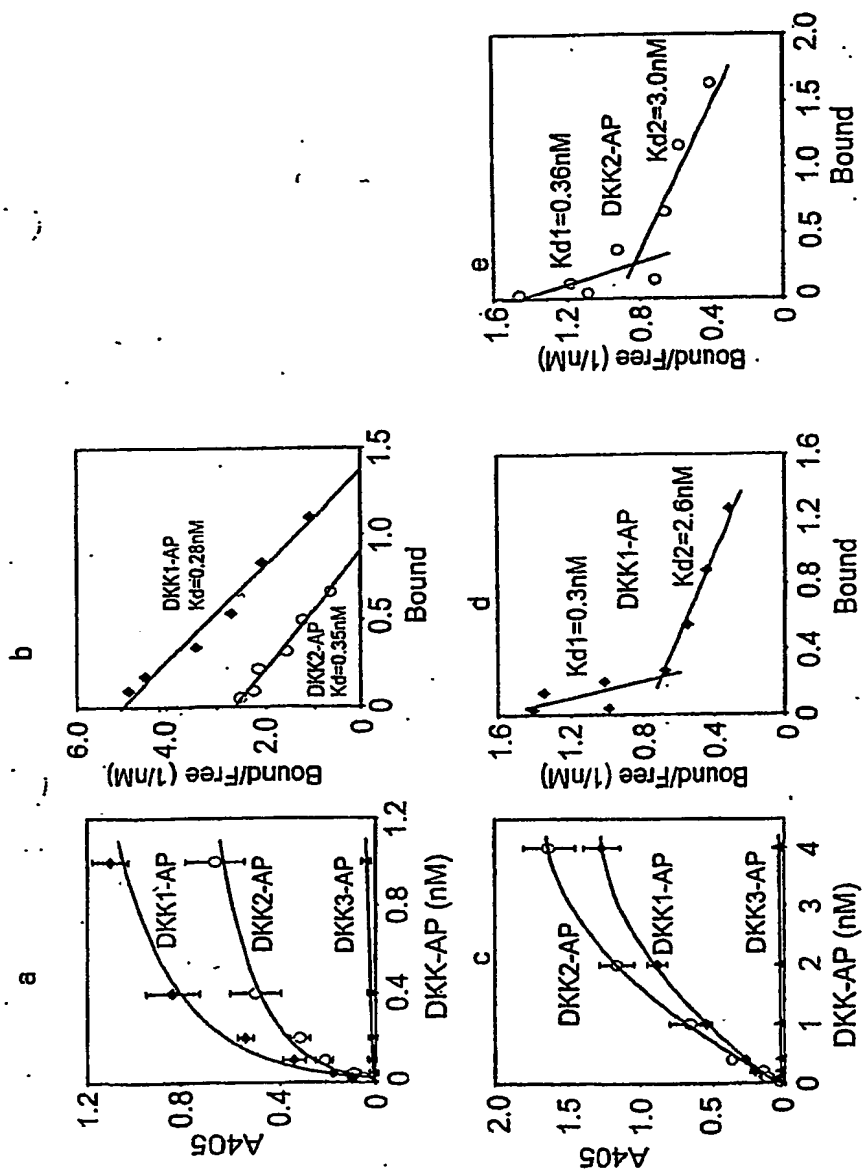 a
A405
1.2
0.8
0.4
0
DKK1-AP
DKK2-AP
DKK3-AP
0 0.4 0.8 1.2
DKK-AP (nM)
b
Bound/Free (1/nM)
6.0
4.0
2.0
0
DKK1-AP
Kd=0.28nM
DKK2-AP
Kd=0.35nM
0 0.5 1.0 1.5
Bound
c
A405
2.0
1.5
1.0
0.5
0
DKK2-AP
DKK1-AP
DKK3-AP
0 1 2 3 4
DKK-AP (nM)
d
Bound/Free (1/nM)
1.6
1.2
0.8
0.4
0
Kd1=0.3nM
DKK1-AP
Kd2=2.6nM
0 0.4 0.8 1.2 1.6
Bound
e
Bound/Free (1/nM)
1.6
1.2
0.8
0.4
0
Kd1=0.36nM
DKK2-AP
Kd2=3.0nM
0 0.5 1.0 1.5 2.0
Bound